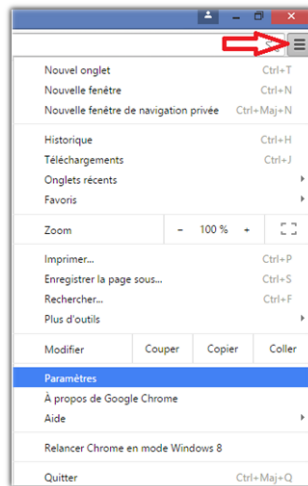 Nouvel onglet Ctrl+T
Nouvelle fenêtre Ctrl+N
Nouvelle fenêtre de navigation privée Ctrl+Maj+N
Historique Ctrl+H
Téléchargements Ctrl+J
Onglets récents
Favoris
Zoom - 100 % +
Imprimer... Ctrl+P
Enregistrer la page sous... Ctrl+S
Rechercher... Ctrl+F
Plus d'outils
Modifier Couper Copier Coller
Paramètres
À propos de Google Chrome
Aide
Relancer Chrome en mode Windows 8
Quitter Ctrl+Maj+Q